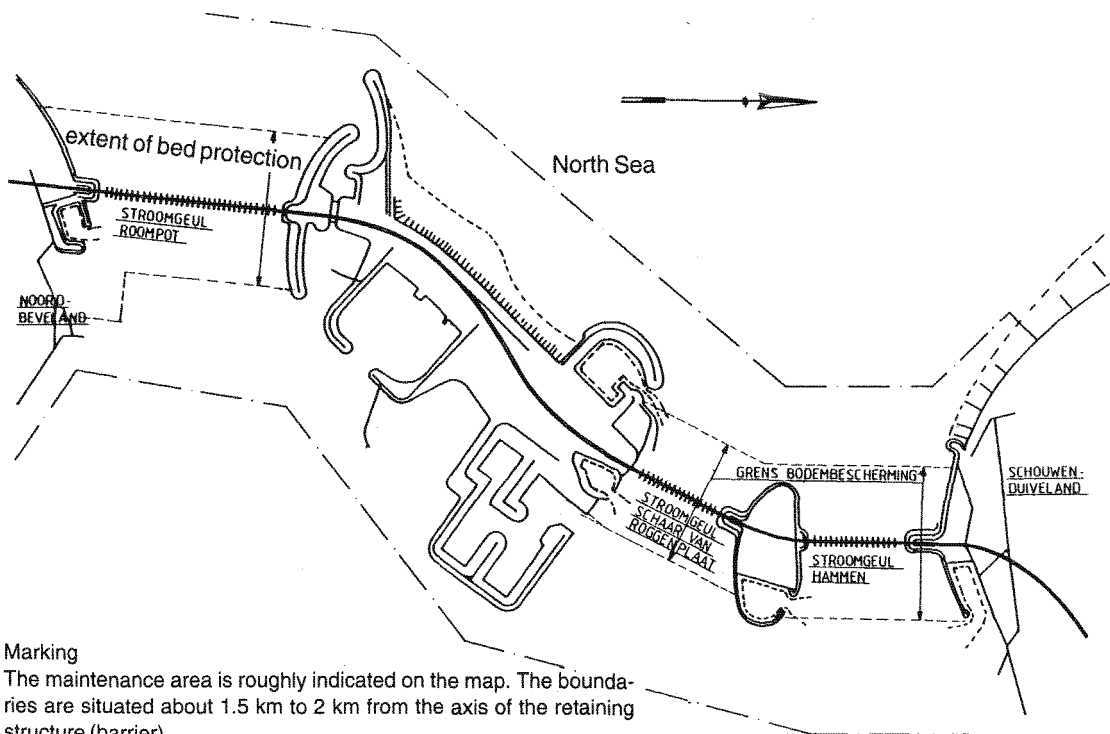 extent of bed protection
North Sea
STROOMGEUL
ROOMPOT
NOORD-
BEVELAND
GRENS BODEMBESCHERMING
SCHOUWEN-
DUIVELAND
STROOMGEUL
SCHAAR VAN
ROGGENPLAAT
STROOMGEUL
HAMMEN
Marking
The maintenance area is roughly indicated on the map. The bounda-
ries are situated about 1.5 km to 2 km from the axis of the retaining
structure (barrier)